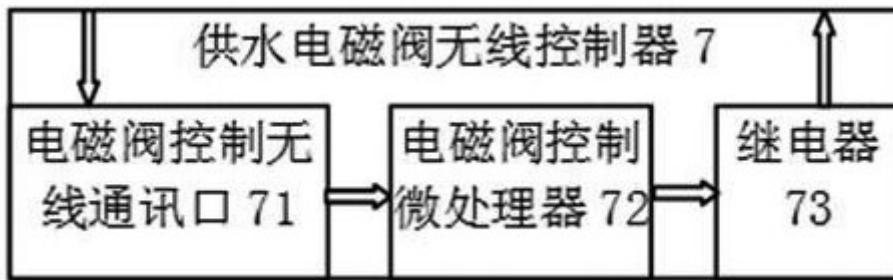 供水电磁阀无线控制器 7
电磁阀控制无
线通讯口 71
电磁阀控制
微处理器 72
继电器
73